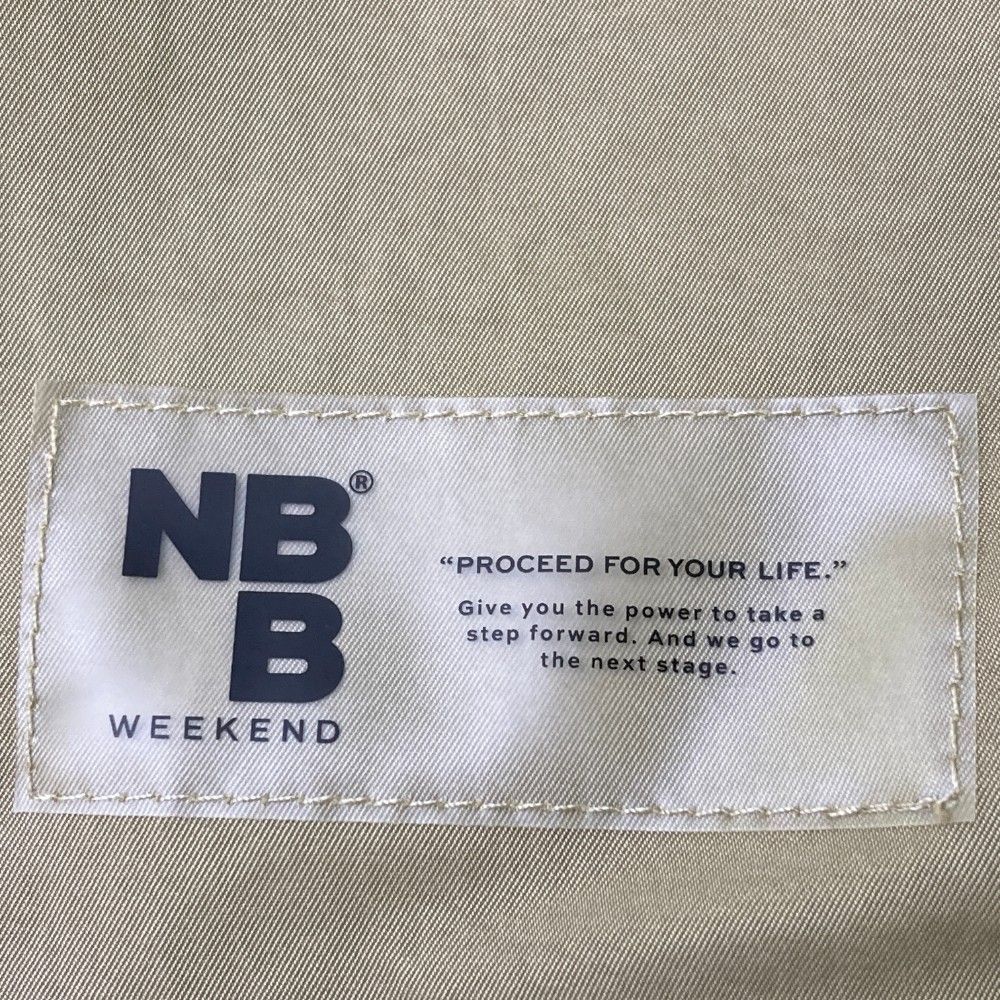 NB®
B
WEEKEND
“PROCEED FOR YOUR LIFE.”
Give you the power to take a
step forward. And we go to
the next stage.